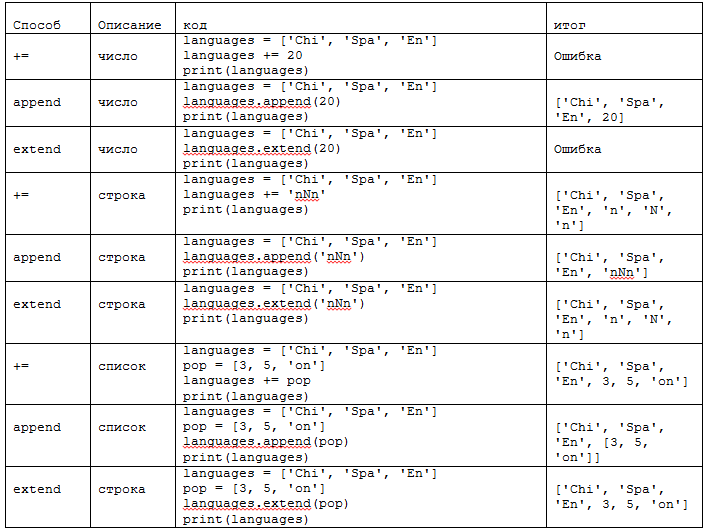 Способ Описание код итог
languages = ['Chi', 'Spa', 'En']
+= число languages += 20 Ошибка
print(languages)
languages = ['Chi', 'Spa', 'En']
append число languages.append(20) ['Chi', 'Spa',
print(languages) 'En', 20]
languages = ['Chi', 'Spa', 'En']
extend число languages.extend(20) Ошибка
print(languages)
languages = ['Chi', 'Spa', 'En']
+= строка languages += 'nNn' ['Chi', 'Spa',
print(languages) 'En', 'n', 'N',
'n']
languages = ['Chi', 'Spa', 'En']
append строка languages.append('nNn') ['Chi', 'Spa',
print(languages) 'En', 'nNn']
languages = ['Chi', 'Spa', 'En']
extend строка languages.extend('nNn') ['Chi', 'Spa',
print(languages) 'En', 'n', 'N',
'n']
languages = ['Chi', 'Spa', 'En']
+= список pop = [3, 5, 'on'] ['Chi', 'Spa',
languages += pop 'En', 3, 5, 'on']
print(languages)
languages = ['Chi', 'Spa', 'En']
append список pop = [3, 5, 'on'] ['Chi', 'Spa',
languages.append(pop) 'En', [3, 5,
print(languages) 'on']]
languages = ['Chi', 'Spa', 'En']
extend строка pop = [3, 5, 'on'] ['Chi', 'Spa',
languages.extend(pop) 'En', 3, 5, 'on']
print(languages)